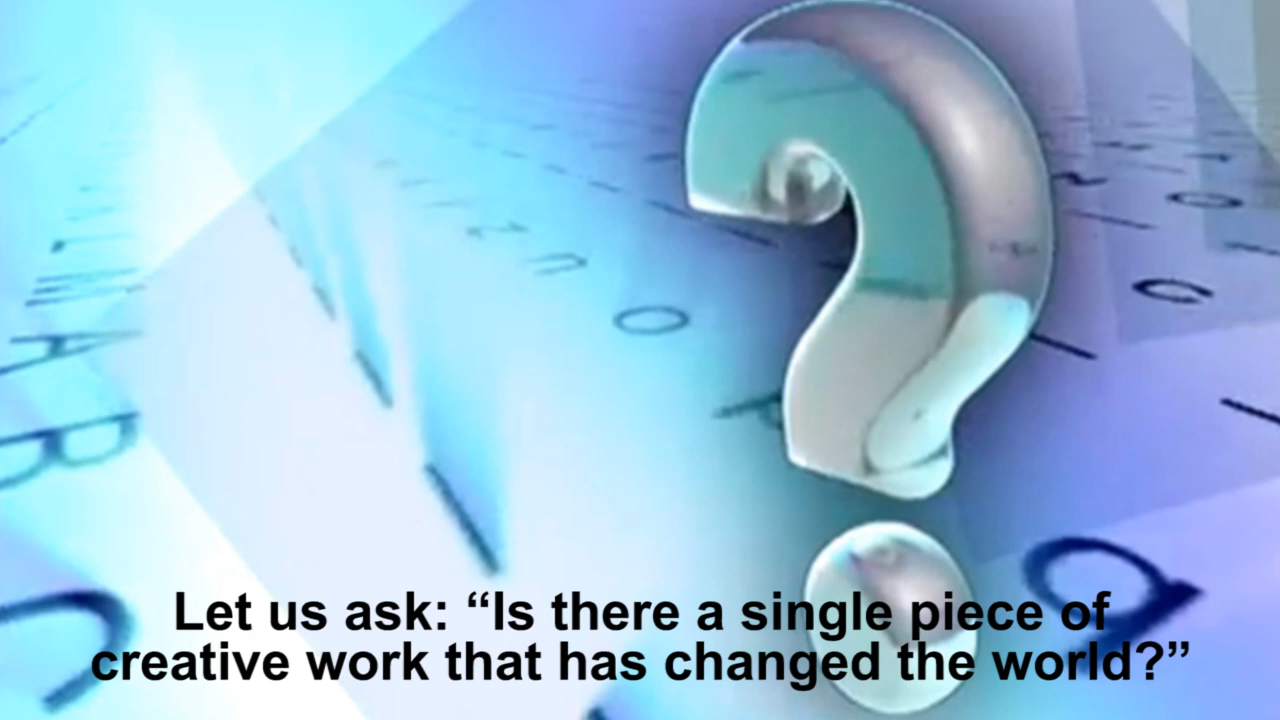 Let us ask: “Is there a single piece of
creative work that has changed the world?”